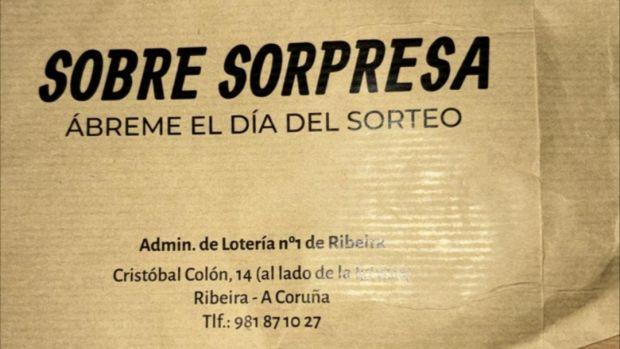 SOBRE SORPRESA
ÁBREME EL DÍA DEL SORTEO
Admin. de Lotería nº1 de Ribeira
Cristóbal Colón, 14 (al lado de la
Ribeira - A Coruña
Tlf.: 981 87 10 27